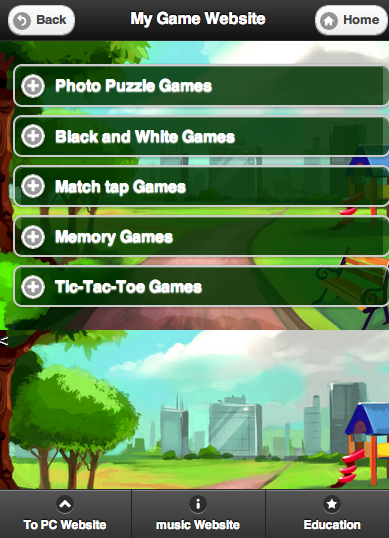 Back
My Game Website
Home
Photo Puzzle Games
Black and White Games
Match tap Games
Memory Games
Tic-Tac-Toe Games
<
To PC Website
music Website
Education